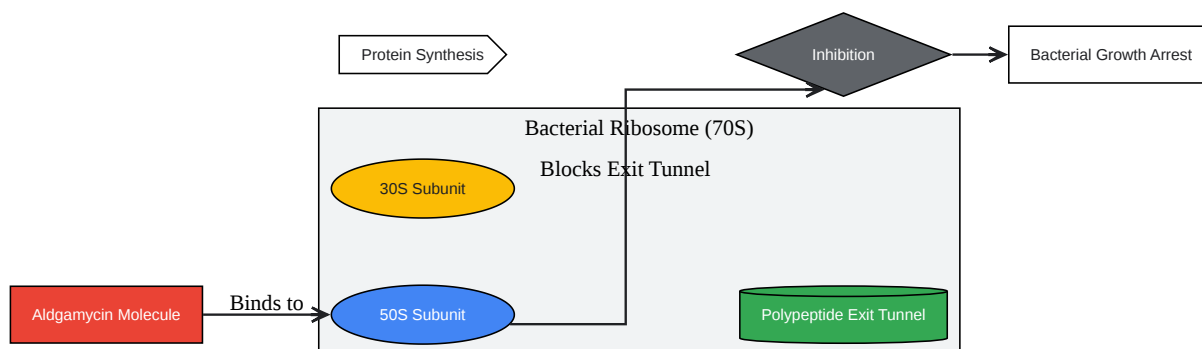 Protein Synthesis
Inhibition
Bacterial Growth Arrest
Bacterial Ribosome (70S)
Blocks Exit Tunnel
30S Subunit
Aldgamycin Molecule
Binds to
50S Subunit
Polypeptide Exit Tunnel